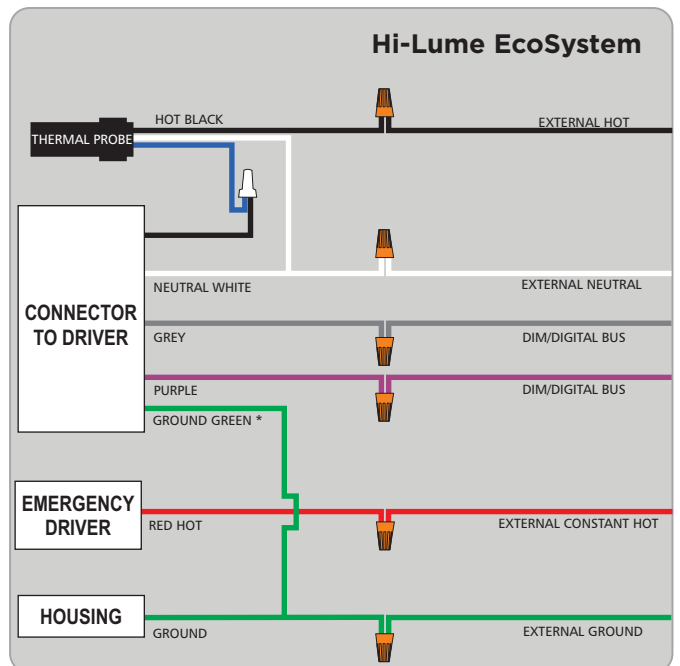 Hi-Lume EcoSystem
HOT BLACK
EXTERNAL HOT
THERMAL PROBE
NEUTRAL WHITE
EXTERNAL NEUTRAL
CONNECTOR
TO DRIVER
GREY
DIM/DIGITAL BUS
PURPLE
DIM/DIGITAL BUS
GROUND GREEN *
EMERGENCY
DRIVER
RED HOT
EXTERNAL CONSTANT HOT
HOUSING
GROUND
EXTERNAL GROUND